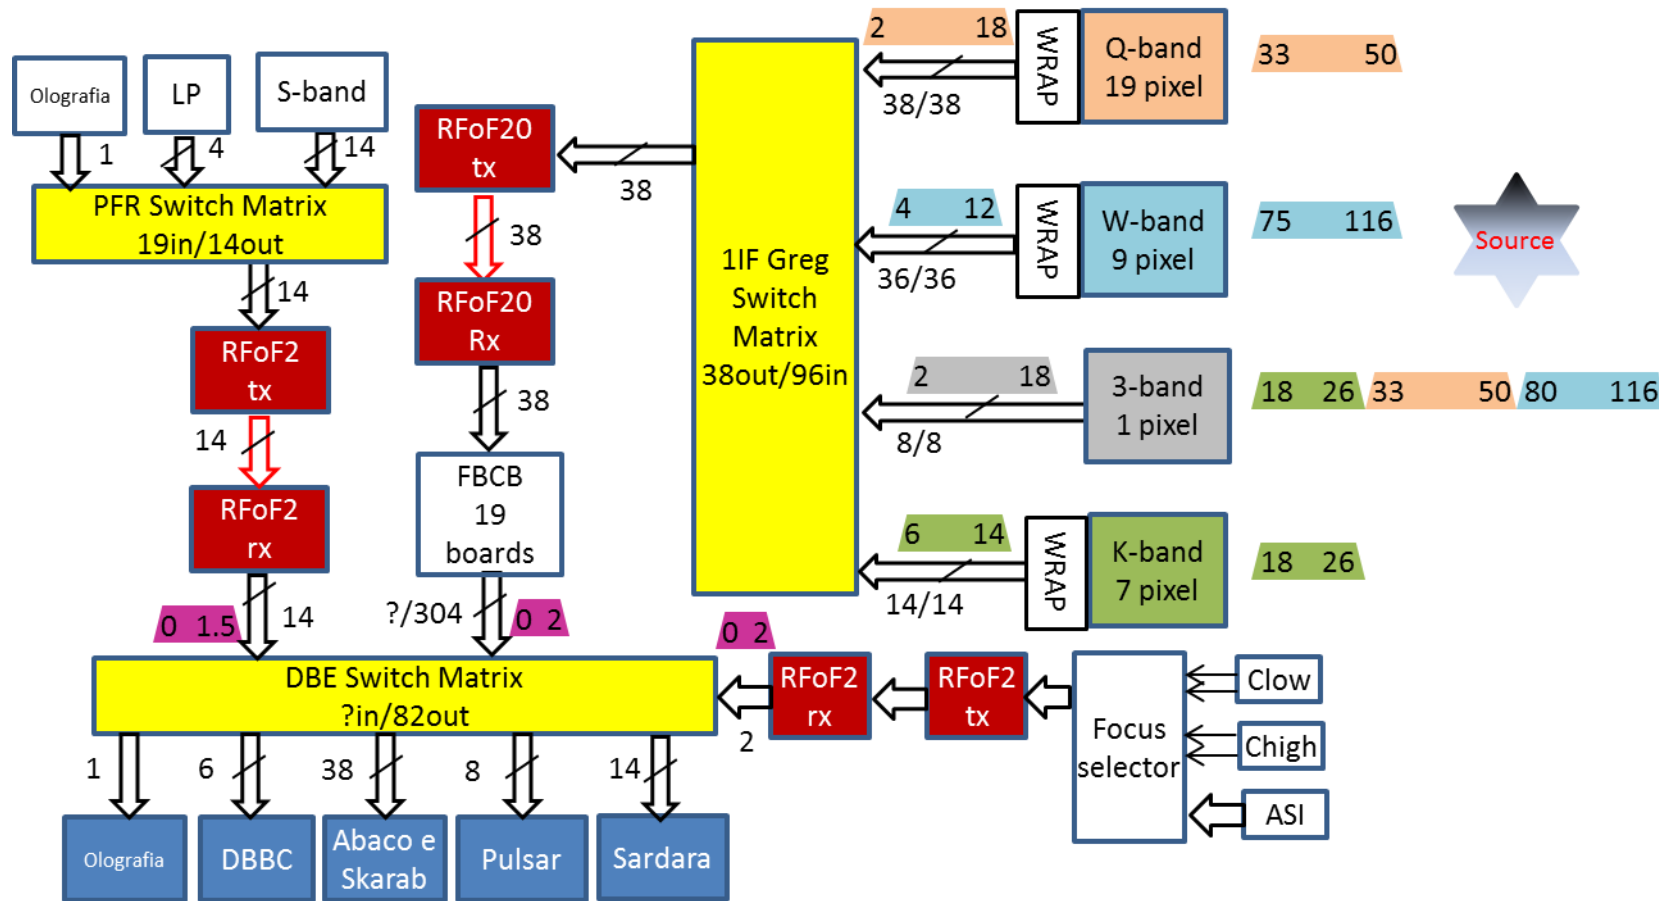 Olografia
LP
S-band
1
4
14
PFR Switch Matrix
19in/14out
14
RFoF2
tx
14
RFoF2
rx
0 1.5
14
RFoF20
tx
38
38
RFoF20
Rx
38
FBCB
19
boards
?/304
0 2
1IF Greg
Switch
Matrix
38out/96in
2 18
38/38
WRAP
Q-band
19 pixel
33 50
4 12
36/36
WRAP
W-band
9 pixel
75 116
Source
2 18
8/8
3-band
1 pixel
18 26 33 50 80 116
6 14
14/14
WRAP
K-band
7 pixel
18 26
DBE Switch Matrix
?in/82out
0 2
2
RFoF2
rx
RFoF2
tx
Focus
selector
Clow
Chigh
ASI
1
6
38
8
14
Olografia
DBBC
Abaco e
Skarab
Pulsar
Sardara